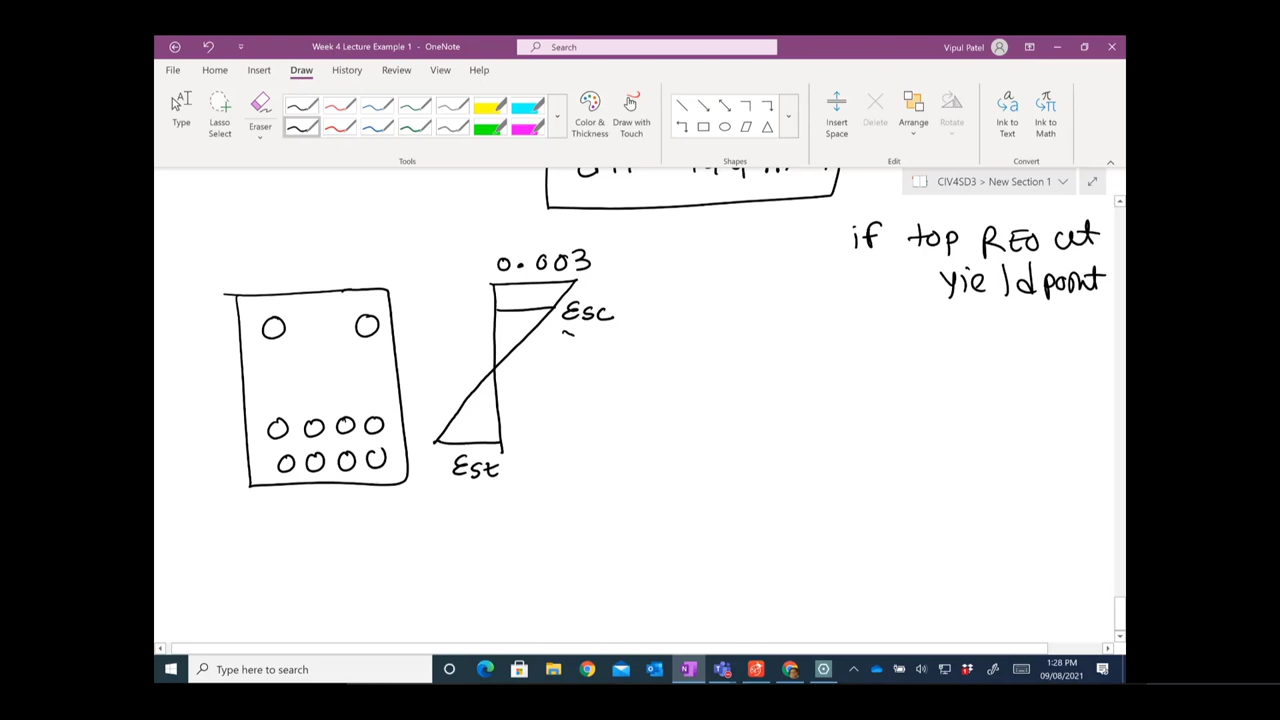 Week 4 Lecture Example 1 - OneNote
Search
Vipul Patel
File Home Insert Draw History Review View Help
Type
Lasso Select
Eraser
Color & Thickness
Draw with Touch
Insert Space
Delete
Arrange
Rotate
Ink to Text
Ink to Math
Tools
Shapes
Edit
Convert
CIV4SD3 > New Section 1
if top REO at
yield point
0.003
εsc
εst
Type here to search
1:28 PM
09/08/2021